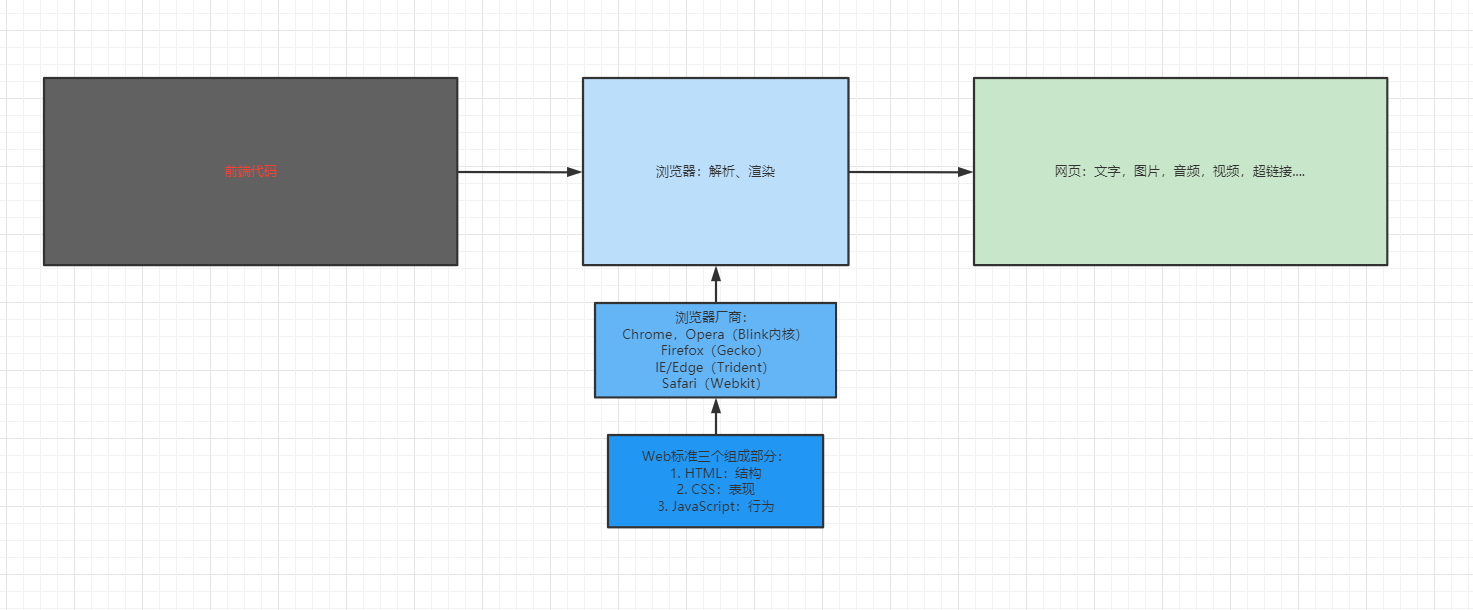 前端代码
浏览器：解析、渲染
网页：文字，图片，音频，视频，超链接....
浏览器厂商：
Chrome，Opera（Blink内核）
Firefox（Gecko）
IE/Edge（Trident）
Safari（Webkit）
Web标准三个组成部分：
1. HTML：结构
2. CSS：表现
3. JavaScript：行为